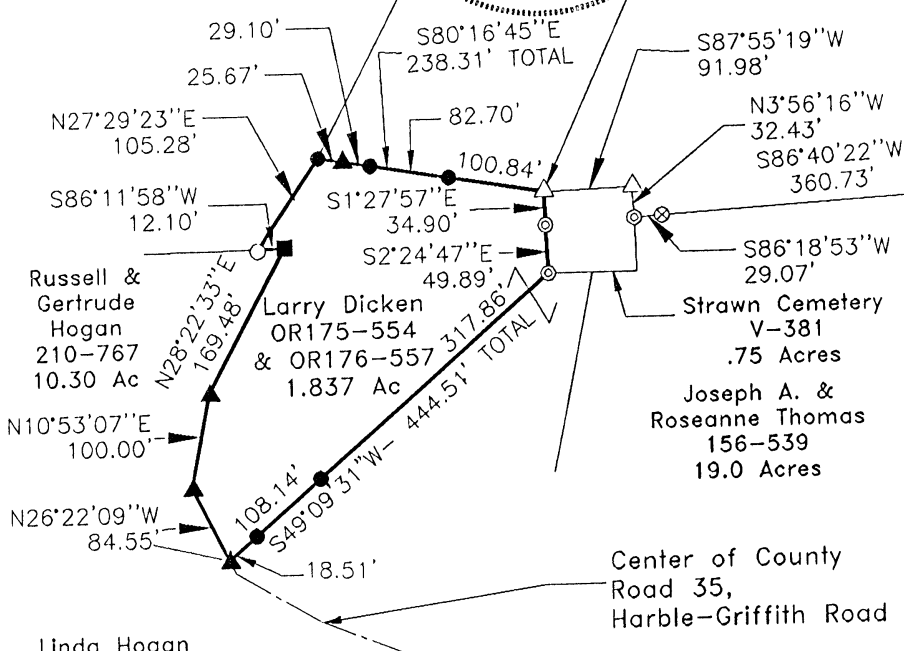 29.10'
S80°16'45"E
238.31' TOTAL
S87°55'19"W
91.98'
25.67'
N27°29'23"E
105.28'
82.70'
N3°56'16"W
32.43'
S86°40'22"W
360.73'
100.84'
S86°11'58"W
12.10'
S1°27'57"E
34.90'
S2°24'47"E
49.89'
S86°18'53"W
29.07'
Russell &
Gertrude
Hogan
210-767
10.30 Ac
N28°22'33"E
169.48'
Larry Dicken
OR175-554
& OR176-557
1.837 Ac
317.86'
S49°09'31"W- 444.51' TOTAL
Strawn Cemetery
V-381
.75 Acres
Joseph A. &
Roseanne Thomas
156-539
19.0 Acres
N10°53'07"E
100.00'
108.14'
N26°22'09"W
84.55'
18.51'
Center of County
Road 35,
Harble-Griffith Road
Linda Hogan